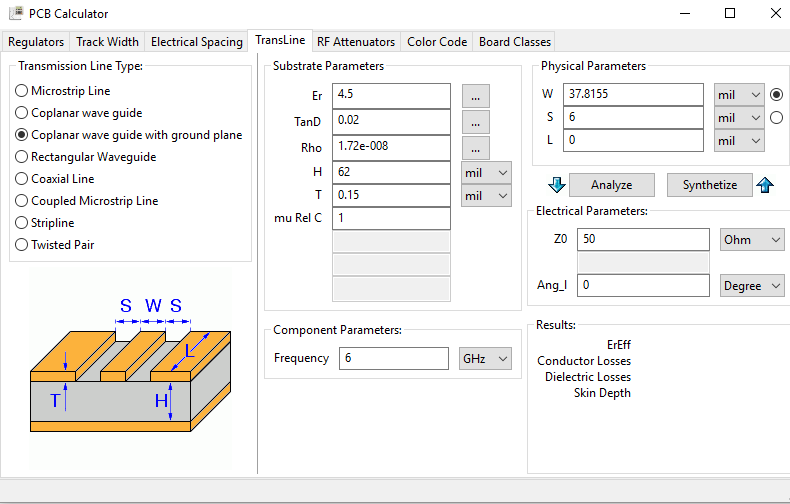 PCB Calculator
Regulators Track Width Electrical Spacing TransLine RF Attenuators Color Code Board Classes
Transmission Line Type:
Microstrip Line
Coplanar wave guide
Coplanar wave guide with ground plane
Rectangular Waveguide
Coaxial Line
Coupled Microstrip Line
Stripline
Twisted Pair
S W S
L
T
H
Substrate Parameters
Er 4.5 ...
TanD 0.02 ...
Rho 1.72e-008 ...
H 62 mil
T 0.15 mil
mu Rel C 1
Component Parameters:
Frequency 6 GHz
Physical Parameters
W 37.8155 mil
S 6 mil
L 0 mil
Analyze Synthetize
Electrical Parameters:
Z0 50 Ohm
Ang_l 0 Degree
Results:
ErEff
Conductor Losses
Dielectric Losses
Skin Depth